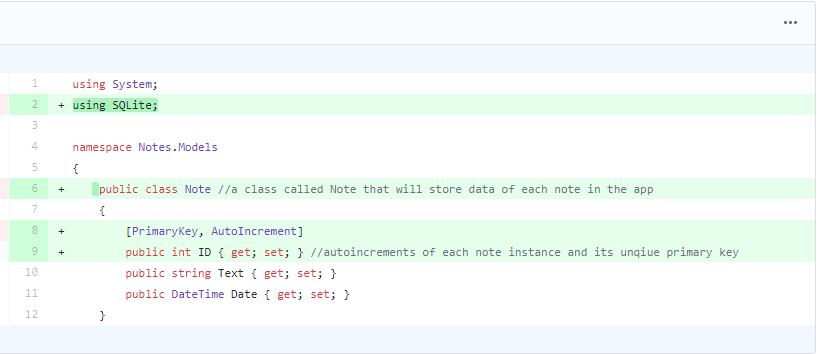 1 using System;
2 + using SQLite;
3
4 namespace Notes.Models
5 {
6 + public class Note //a class called Note that will store data of each note in the app
7 {
8 + [PrimaryKey, AutoIncrement]
9 + public int ID { get; set; } //autoincrements of each note instance and its unqiue primary key
10 public string Text { get; set; }
11 public DateTime Date { get; set; }
12 }